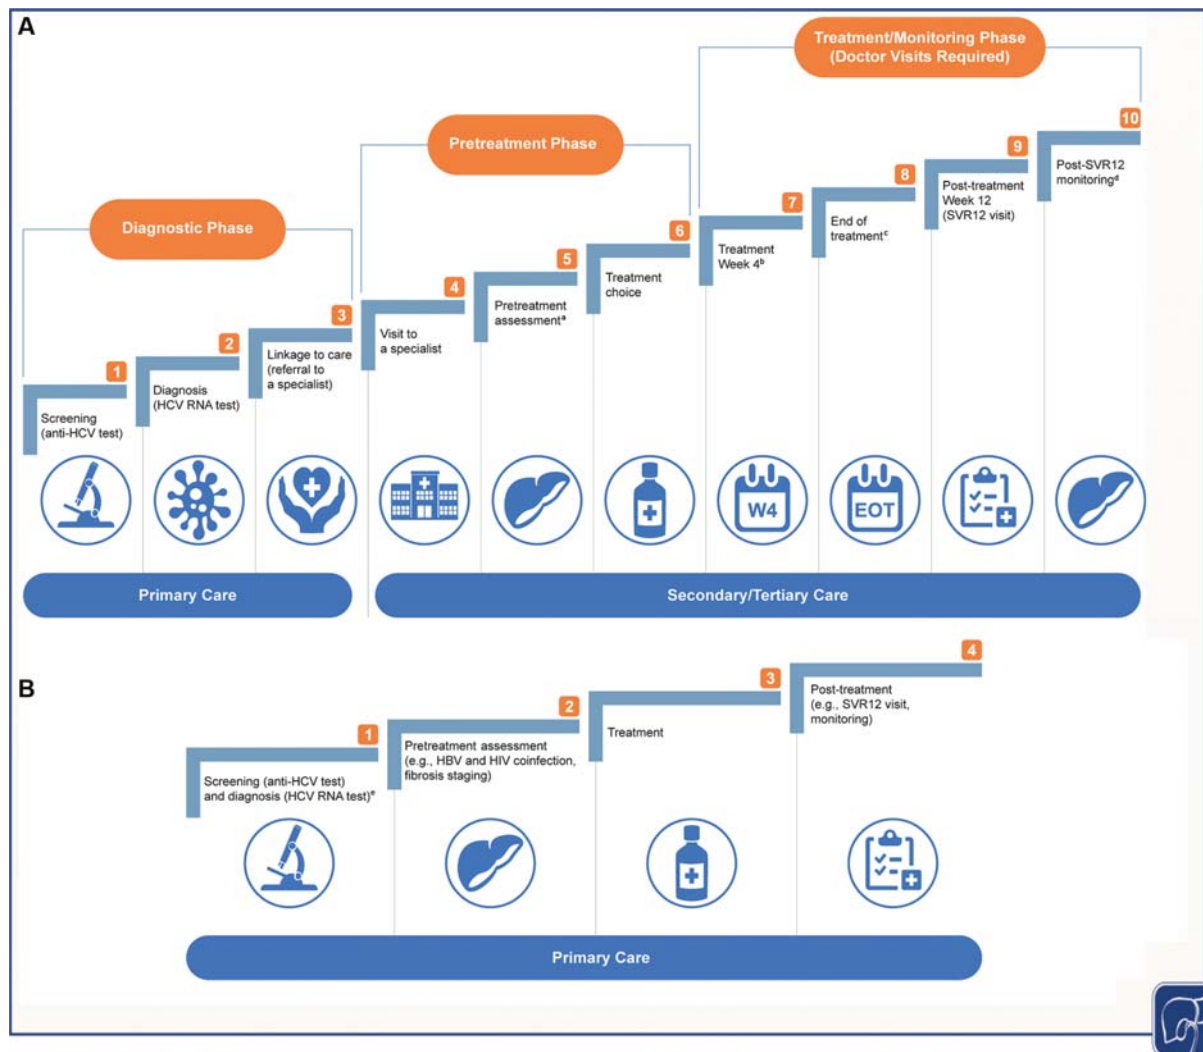 A
Treatment/Monitoring Phase
(Doctor Visits Required)
Pretreatment Phase
Diagnostic Phase
1
Screening
(anti-HCV test)
2
Diagnosis
(HCV RNA test)
3
Linkage to care
(referral to
a specialist)
4
Visit to
a specialist
5
Pretreatment
assessmentᵃ
6
Treatment
choice
7
Treatment
Week 4ᵇ
8
End of
treatmentᶜ
9
Post-treatment
Week 12
(SVR12 visit)
10
Post-SVR12
monitoringᵈ
W4
EOT
Primary Care
Secondary/Tertiary Care
B
1
Screening (anti-HCV test)
and diagnosis (HCV RNA test)ᵉ
2
Pretreatment assessment
(e.g., HBV and HIV coinfection,
fibrosis staging)
3
Treatment
4
Post-treatment
(e.g., SVR12 visit,
monitoring)
Primary Care